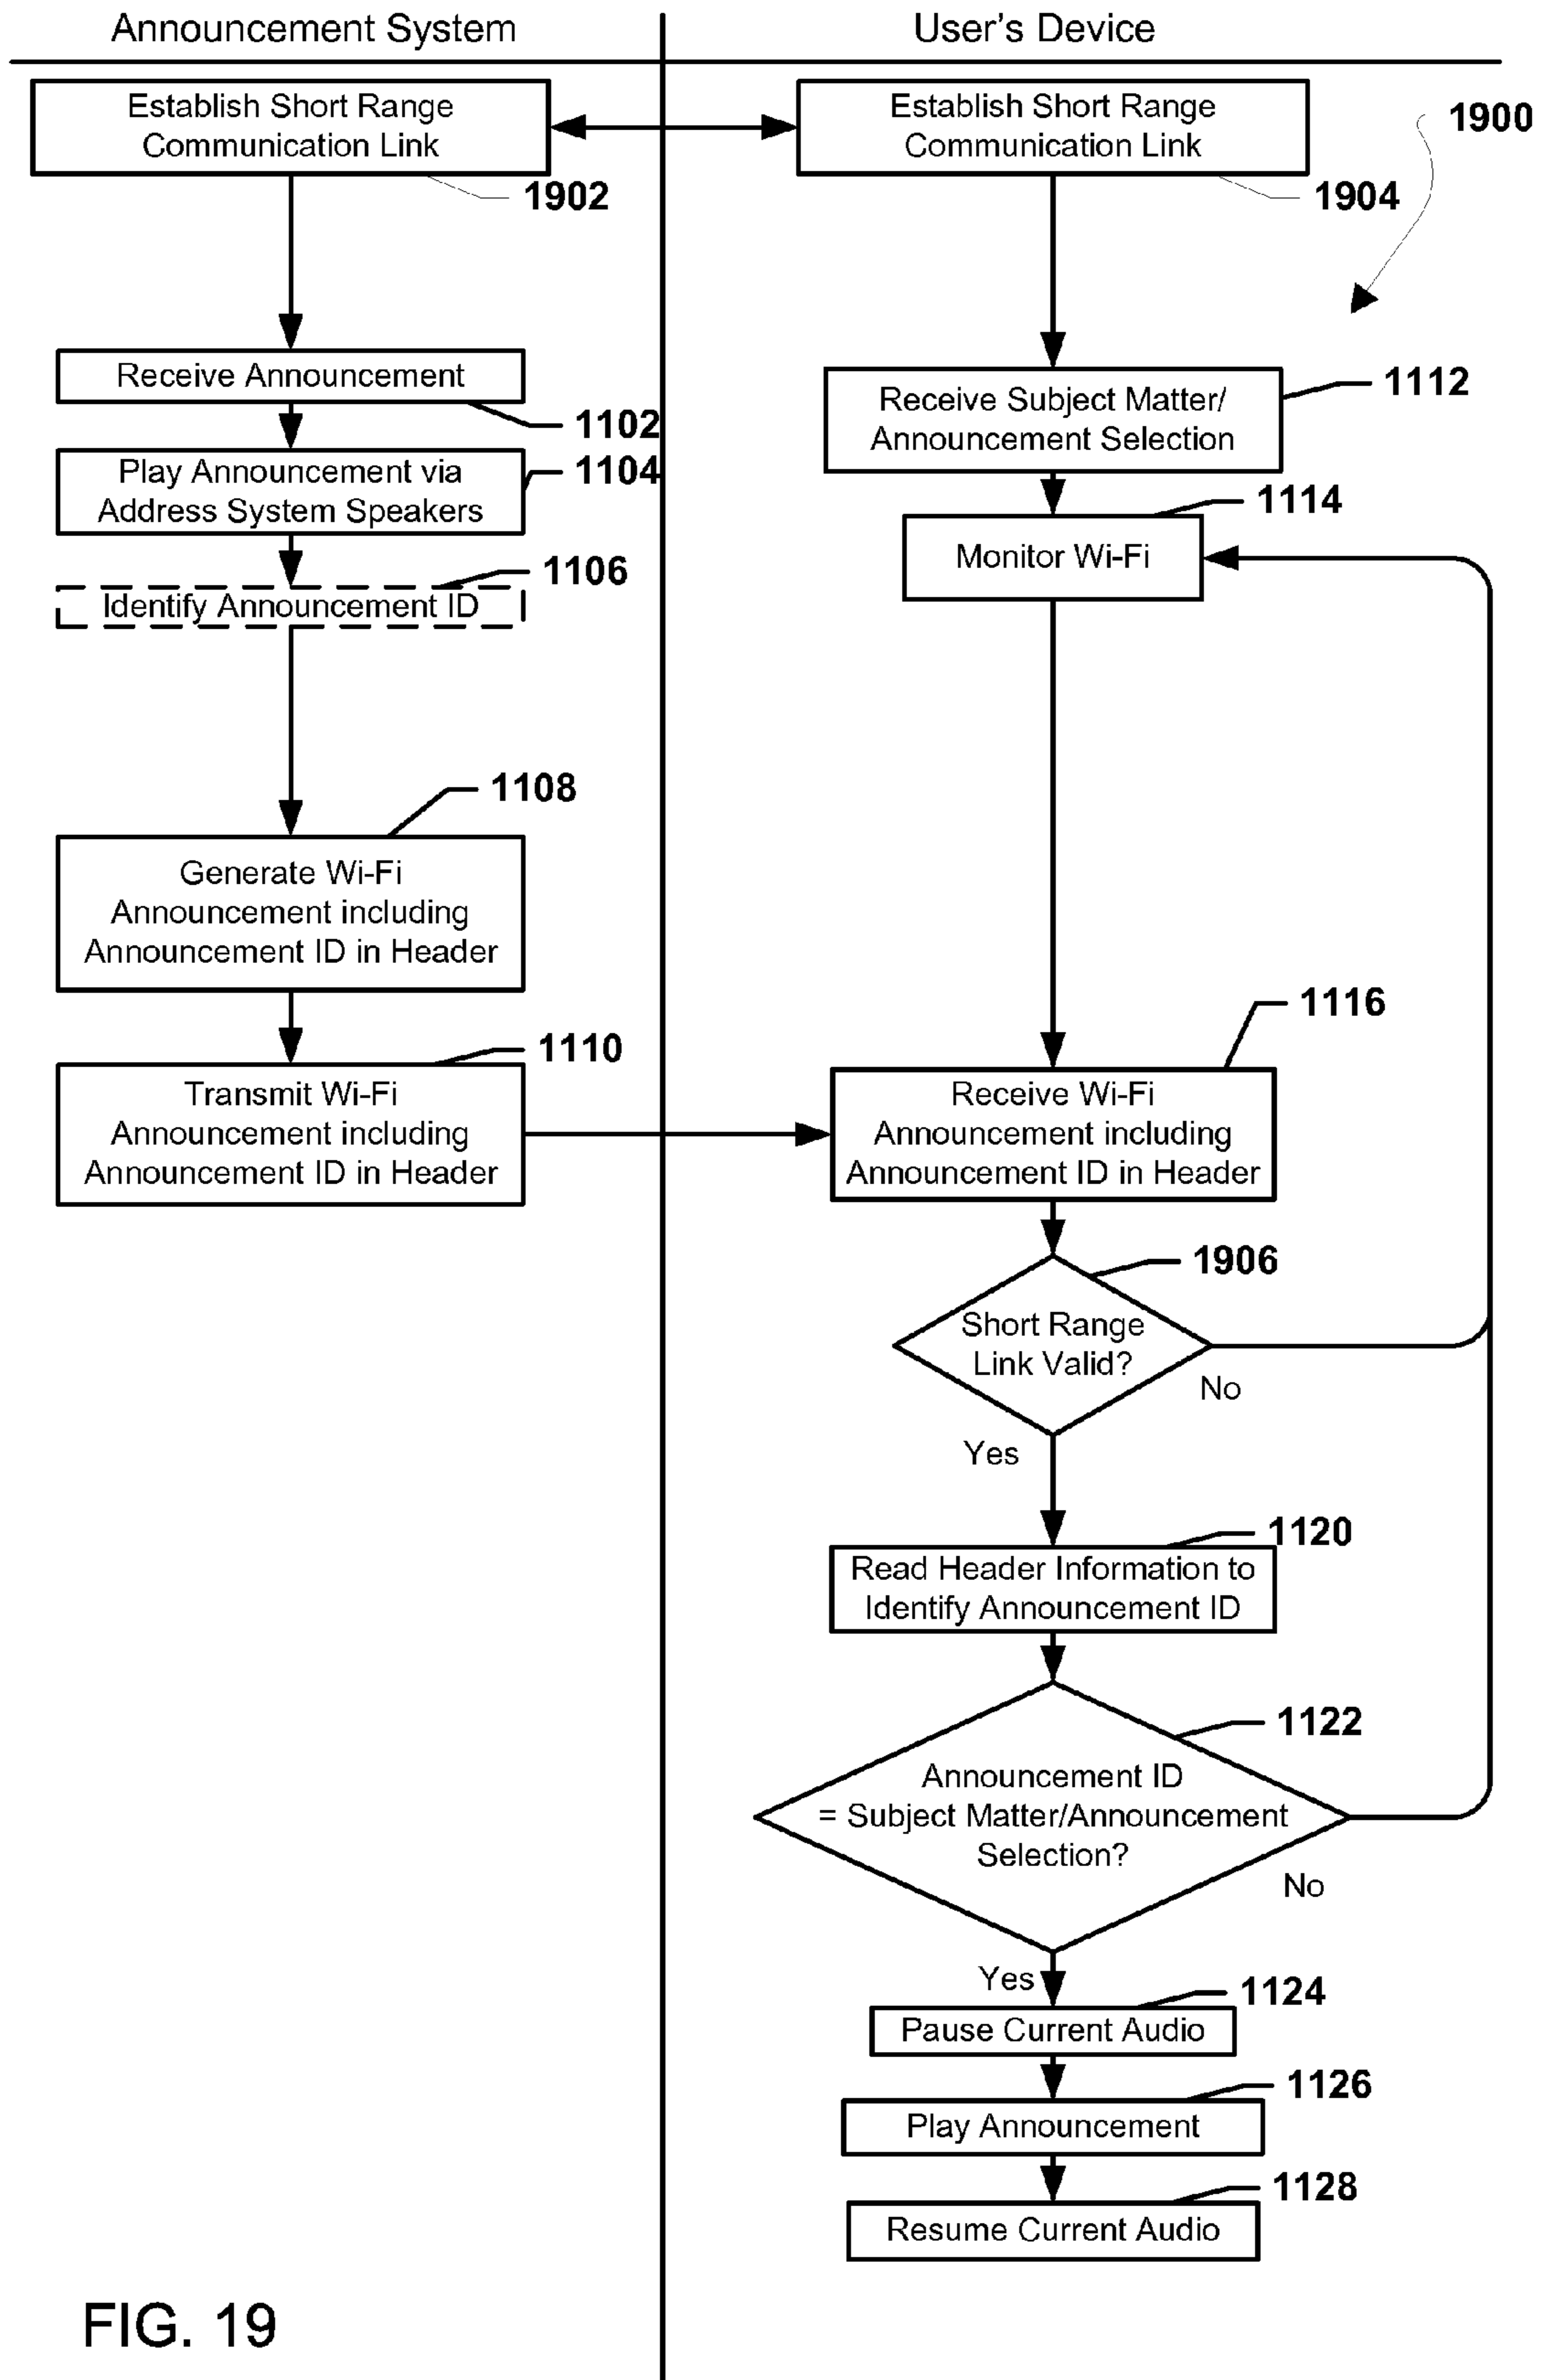 Announcement System
User's Device
Establish Short Range
Communication Link
1902
Establish Short Range
Communication Link
1904
1900
Receive Announcement
1102
Play Announcement via
Address System Speakers
1104
Identify Announcement ID
1106
1108
Generate Wi-Fi
Announcement including
Announcement ID in Header
1110
Transmit Wi-Fi
Announcement including
Announcement ID in Header
Receive Subject Matter/
Announcement Selection
1112
1114
Monitor Wi-Fi
1116
Receive Wi-Fi
Announcement including
Announcement ID in Header
1906
Short Range
Link Valid?
No
Yes
1120
Read Header Information to
Identify Announcement ID
1122
Announcement ID
= Subject Matter/Announcement
Selection?
No
Yes
1124
Pause Current Audio
1126
Play Announcement
1128
Resume Current Audio
FIG. 19